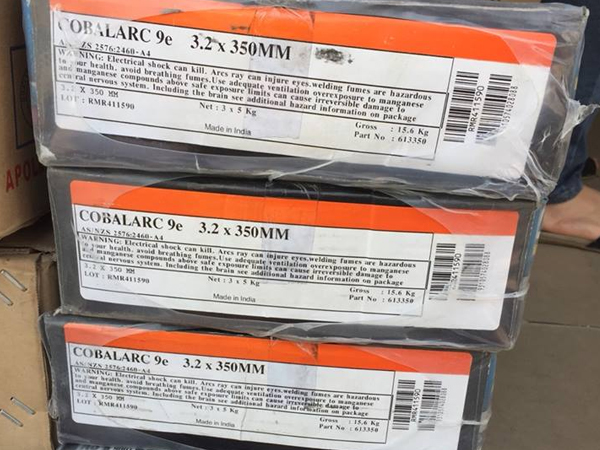 COBALARC 9e 3.2 x 350MM
AS/NZS 2576:2460-A4
WARNING: Electrical shock can kill. Arcs ray can injure eyes.welding fumes are hazardous
to your health. avoid breathing fumes.Use adequate ventilation overexposure to manganese
and manganese compounds above safe exposure limits can cause irreversible damage to
central nervous system. Including the brain see additional hazard information on package
3.2 X 350 MM
LOT : RMR411590
Net : 3 x 5 Kg
Gross : 15.6 Kg
Part No : 613350
Made in India
RMR411590
APO
COBALARC 9e 3.2 x 350MM
AS/NZS 2576:2460-A4
WARNING: Electrical shock can kill. Arcs ray can injure eyes.welding fumes are hazardous
to your health. avoid breathing fumes.Use adequate ventilation overexposure to manganese
and manganese compounds above safe exposure limits can cause irreversible damage to
central nervous system. Including the brain see additional hazard information on package
3.2 X 350 MM
LOT : RMR411590
Net : 3 x 5 Kg
Gross : 15.6 Kg
Part No : 613350
Made in India
COBALARC 9e 3.2 x 350MM
AS/NZS 2576:2460-A4
WARNING: Electrical shock can kill. Arcs ray can injure eyes.welding fumes are hazardous
to your health. avoid breathing fumes.Use adequate ventilation overexposure to manganese
and manganese compounds above safe exposure limits can cause irreversible damage to
central nervous system. Including the brain see additional hazard information on package
3.2 X 350 MM
LOT : RMR411590
Net : 3 x 5 Kg
Gross : 15.6 Kg
Part No : 613350
Made in India
RMR411590